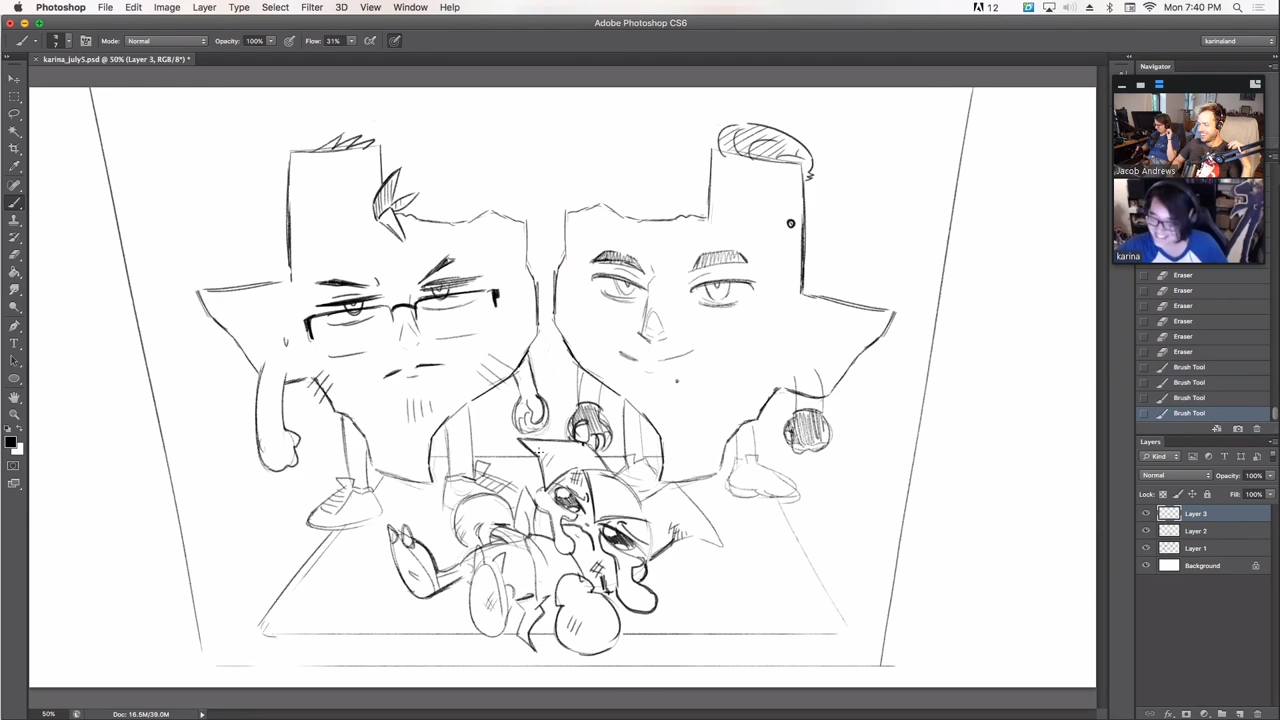 Photoshop File Edit Image Layer Type Select Filter 3D View Window Help 12 Mon 7:40 PM
Adobe Photoshop CS6
7 Mode: Normal Opacity: 100% Flow: 31% karinaland
karina_july5.psd @ 50% (Layer 3, RGB/8*) *
Navigator
Jacob Andrews
karina
Eraser
Eraser
Eraser
Eraser
Eraser
Eraser
Brush Tool
Brush Tool
Brush Tool
Brush Tool
Layers
Kind
Normal Opacity: 100%
Lock: Fill: 100%
Layer 3
Layer 2
Layer 1
Background
50% Doc: 16.5M/39.0M